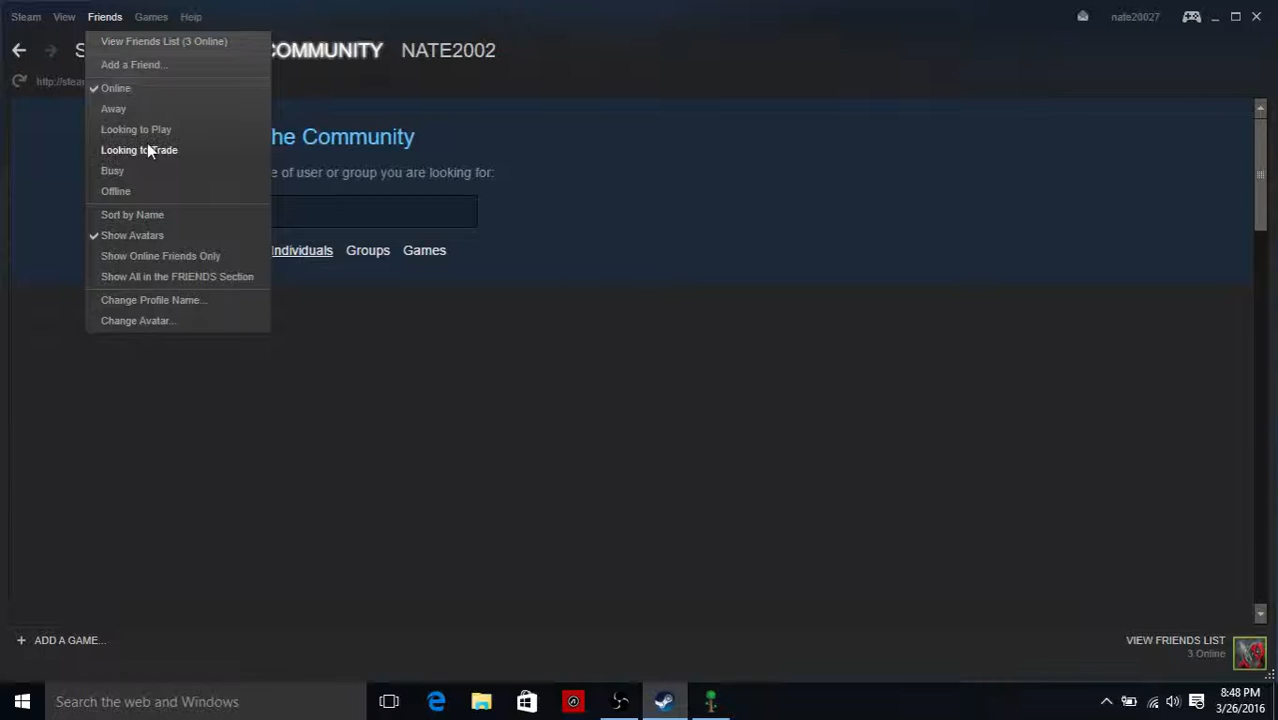 Steam View Friends Games Help nate20027
S COMMUNITY NATE2002
http://stea
View Friends List (3 Online)
Add a Friend...
Online
Away
Looking to Play
Looking to Trade
Busy
Offline
Sort by Name
Show Avatars
Show Online Friends Only
Show All in the FRIENDS Section
Change Profile Name...
Change Avatar...
he Community
e of user or group you are looking for:
Individuals Groups Games
+ ADD A GAME...
VIEW FRIENDS LIST
3 Online
Search the web and Windows
8:48 PM
3/26/2016